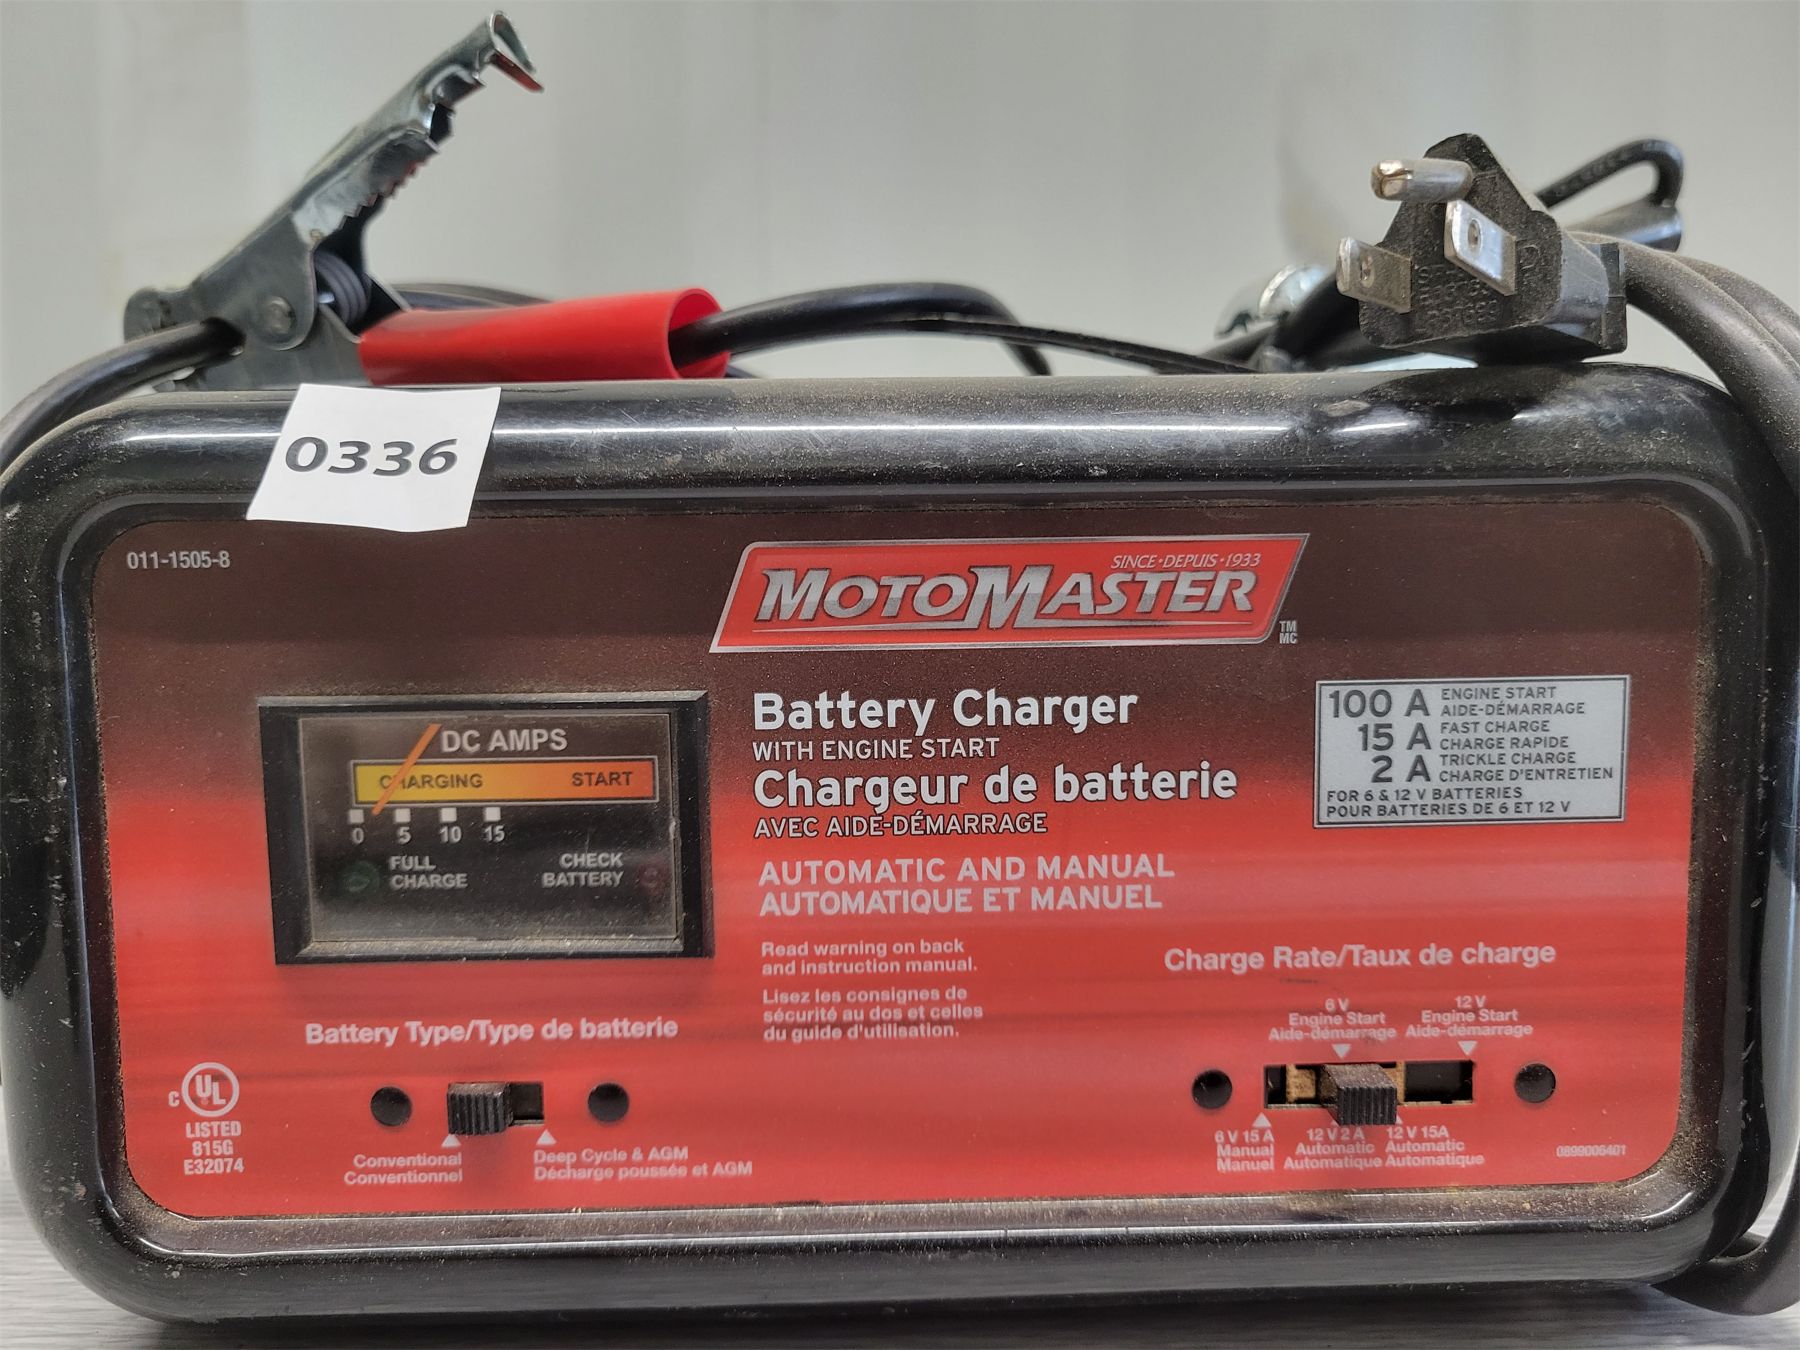 0336
011-1505-8
SINCE·DEPUIS·1933
MOTOMASTER
TM
MC
Battery Charger
WITH ENGINE START
Chargeur de batterie
AVEC AIDE-DÉMARRAGE
AUTOMATIC AND MANUAL
AUTOMATIQUE ET MANUEL
100 A ENGINE START
AIDE-DÉMARRAGE
15 A FAST CHARGE
CHARGE RAPIDE
2 A TRICKLE CHARGE
CHARGE D'ENTRETIEN
FOR 6 & 12 V BATTERIES
POUR BATTERIES DE 6 ET 12 V
DC AMPS
CHARGING START
0 5 10 15
FULL
CHARGE
CHECK
BATTERY
Read warning on back
and instruction manual.
Lisez les consignes de
sécurité au dos et celles
du guide d'utilisation.
Battery Type/Type de batterie
Conventional
Conventionnel
Deep Cycle & AGM
Décharge poussée et AGM
C UL
LISTED
815G
E32074
Charge Rate/Taux de charge
6 V
Engine Start
Aide-démarrage
12 V
Engine Start
Aide-démarrage
6 V 15 A
Manual
Manuel
12 V 2 A
Automatic
Automatique
12 V 15A
Automatic
Automatique
0899006401